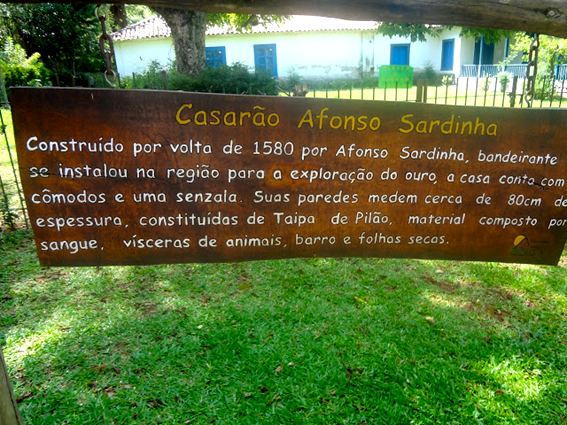 Casarão Afonso Sardinha
Construído por volta de 1580 por Afonso Sardinha, bandeirante
se instalou na região para a exploração do ouro, a casa conta com
cômodos e uma senzala. Suas paredes medem cerca de 80cm de
espessura, constituídas de Taipa de Pilão, material composto por
sangue, vísceras de animais, barro e folhas secas.